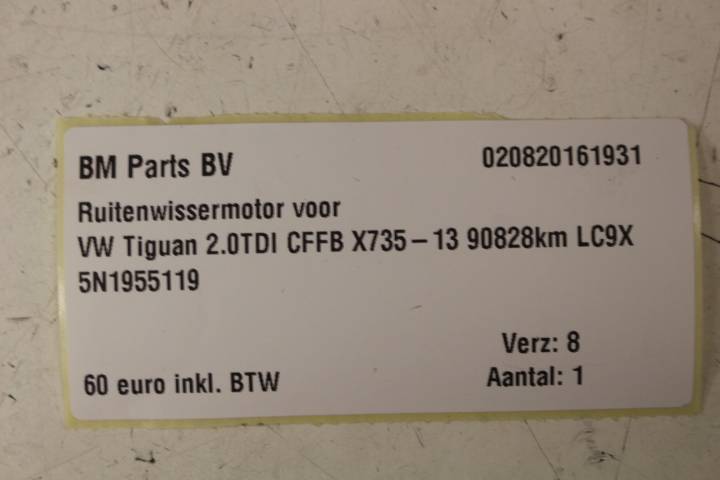 BM Parts BV 020820161931
Ruitenwissermotor voor
VW Tiguan 2.0TDI CFFB X735-13 90828km LC9X
5N1955119
Verz: 8
60 euro inkl. BTW Aantal: 1